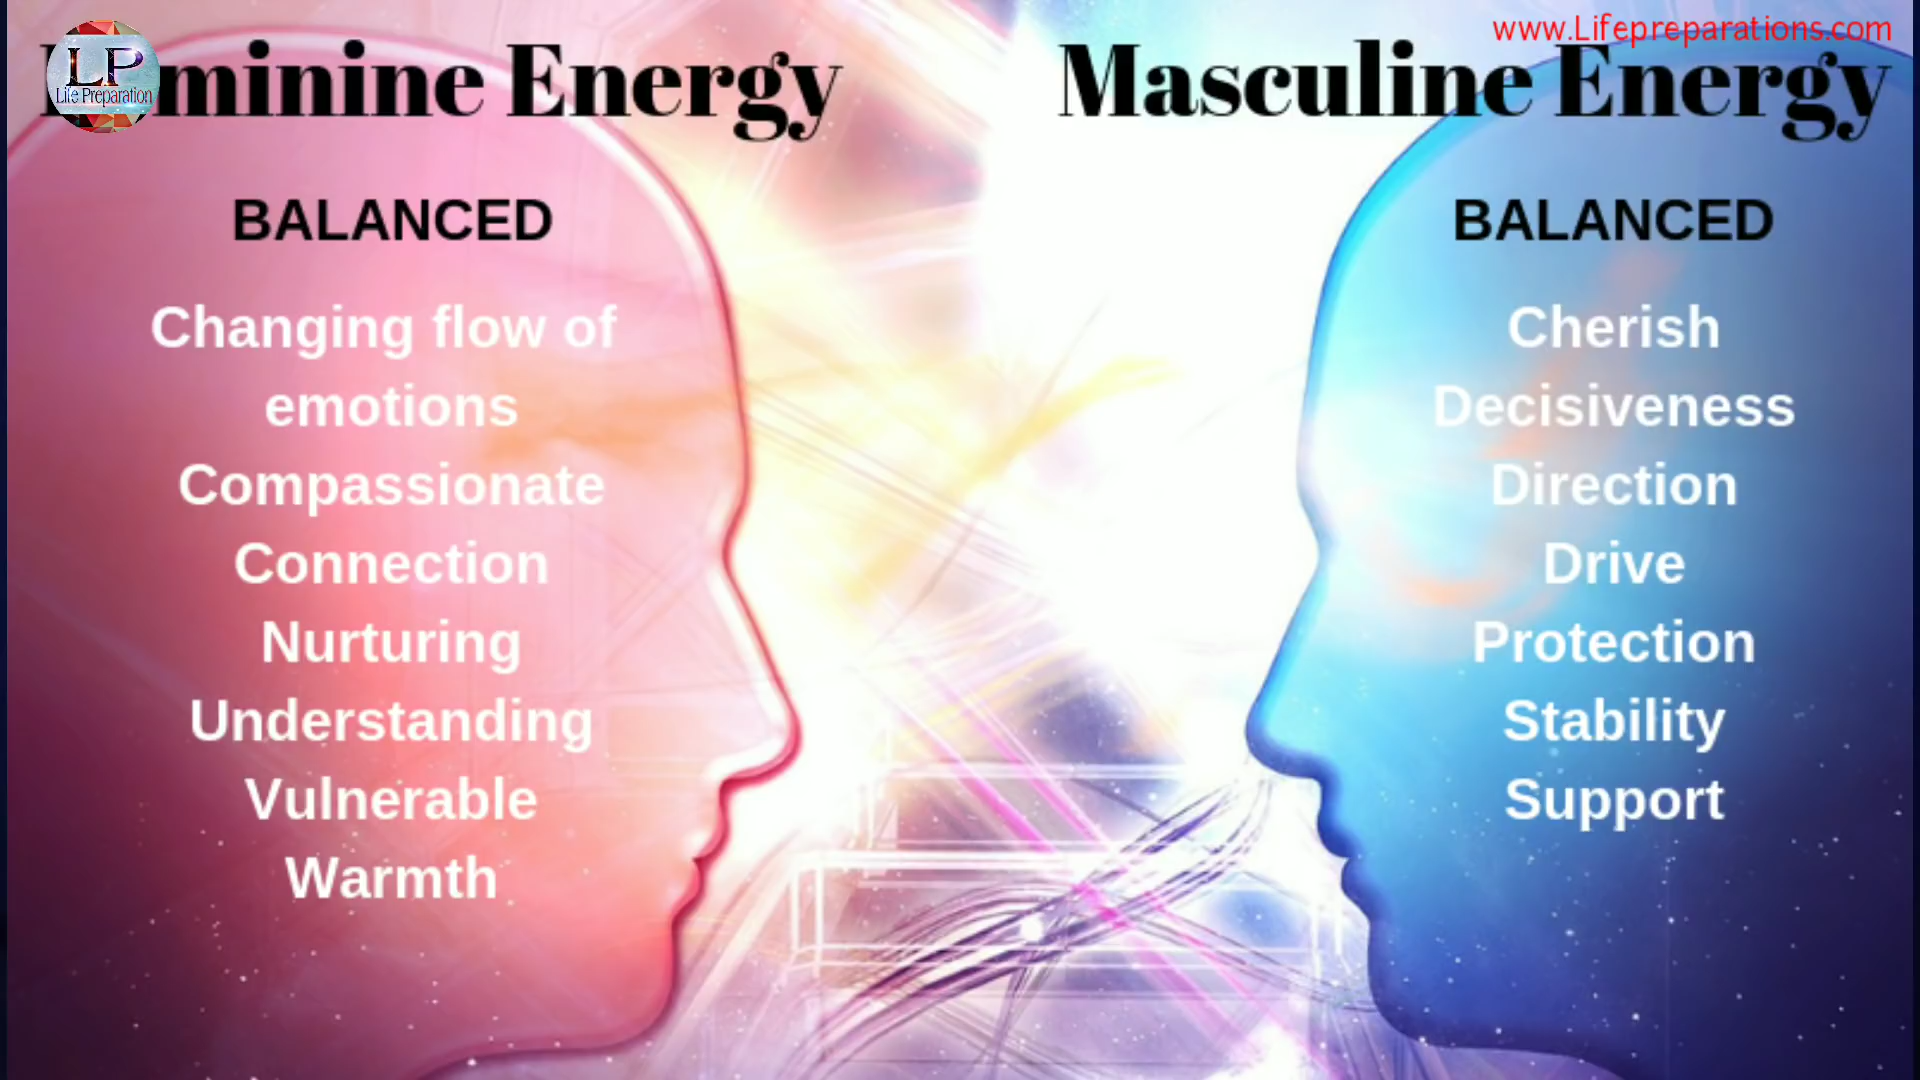 www.Lifepreparations.com
LP
Life Preparation
minine Energy
Masculine Energy
BALANCED
Changing flow of
emotions
Compassionate
Connection
Nurturing
Understanding
Vulnerable
Warmth
BALANCED
Cherish
Decisiveness
Direction
Drive
Protection
Stability
Support